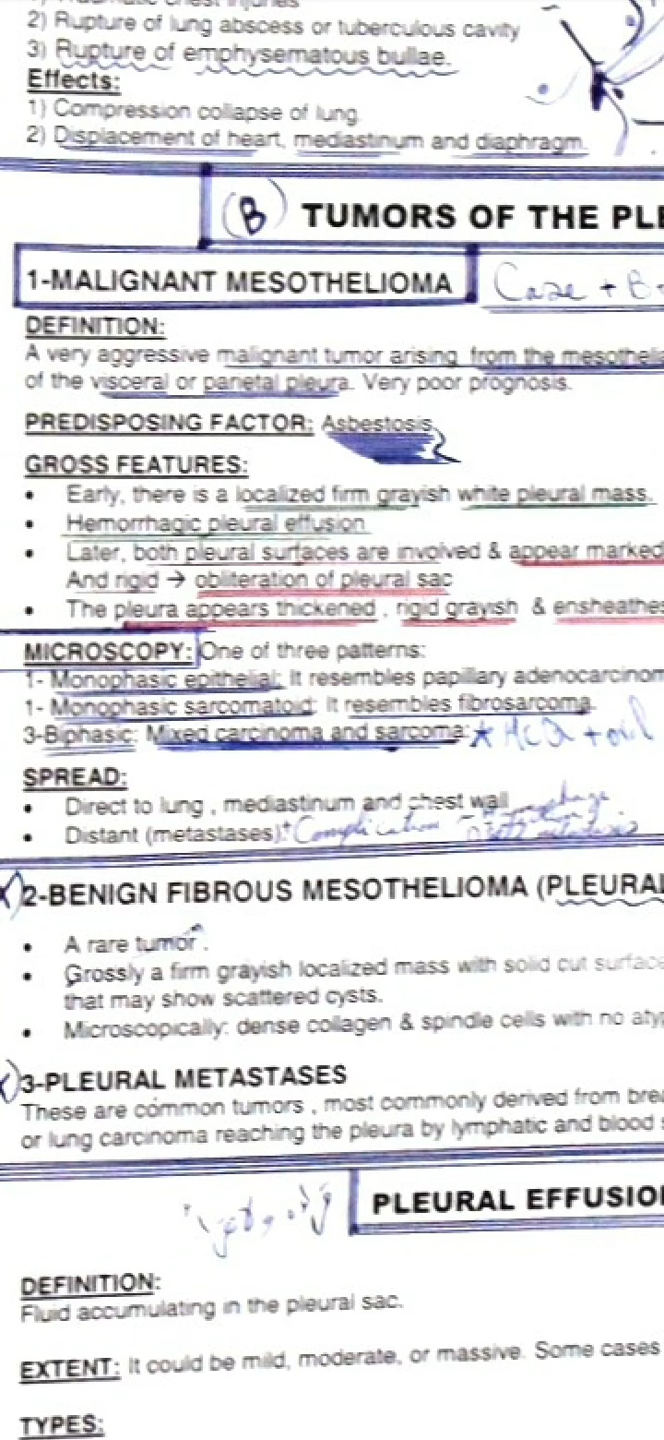 2) Rupture of lung abscess or tuberculous cavity
3) Rupture of emphysematous bullae.
Effects:
1) Compression collapse of lung
2) Displacement of heart, mediastinum and diaphragm.
(B) TUMORS OF THE PLE
1-MALIGNANT MESOTHELIOMA Case +
DEFINITION:
A very aggressive malignant tumor arising from the mesothelia
of the visceral or parietal pleura. Very poor prognosis.
PREDISPOSING FACTOR: Asbestosis
GROSS FEATURES:
• Early, there is a localized firm grayish white pleural mass.
• Hemorrhagic pleural effusion
• Later, both pleural surfaces are involved & appear marked
And rigid → obliteration of pleural sac
• The pleura appears thickened , rigid grayish & ensheathes
MICROSCOPY: One of three patterns:
1- Monophasic epithelial: It resembles papillary adenocarcinom
1- Monophasic sarcomatoid: It resembles fibrosarcoma.
3-Biphasic: Mixed carcinoma and sarcoma: * MCQ +
SPREAD:
• Direct to lung , mediastinum and chest wall
• Distant (metastases) + Complication
2-BENIGN FIBROUS MESOTHELIOMA (PLEURAL
• A rare tumor .
• Grossly a firm grayish localized mass with solid cut surface
that may show scattered cysts.
• Microscopically: dense collagen & spindle cells with no aty
3-PLEURAL METASTASES
These are common tumors , most commonly derived from brea
or lung carcinoma reaching the pleura by lymphatic and blood s
PLEURAL EFFUSIO
DEFINITION:
Fluid accumulating in the pleural sac.
EXTENT: It could be mild, moderate, or massive. Some cases
TYPES: